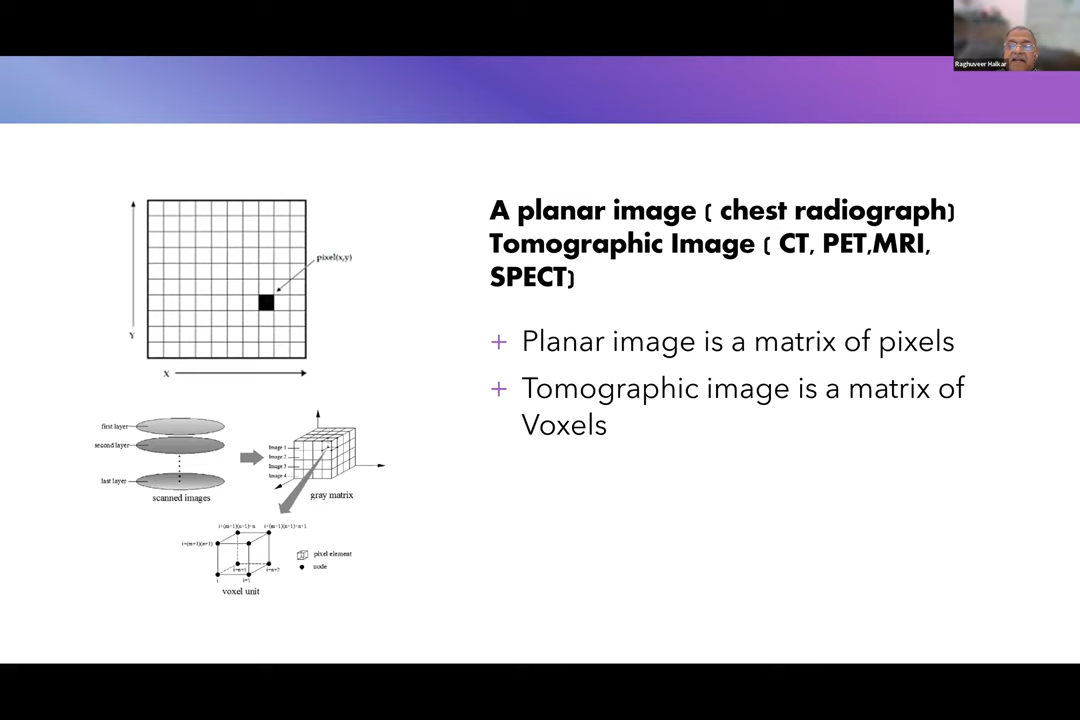 Raghuveer Halkar
A planar image ( chest radiograph)
Tomographic Image ( CT, PET,MRI,
SPECT)
+ Planar image is a matrix of pixels
+ Tomographic image is a matrix of
Voxels
pixel(x,y)
Y
X
first layer
second layer
last layer
scanned images
Image 1
Image 2
Image 3
Image 4
gray matrix
pixel element
node
voxel unit